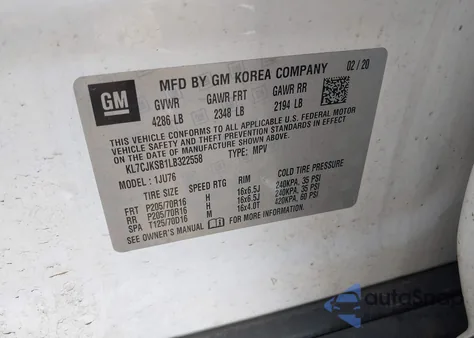 GM
MFD BY GM KOREA COMPANY 02/20
GVWR GAWR FRT GAWR RR
4286 LB 2348 LB 2194 LB
THIS VEHICLE CONFORMS TO ALL APPLICABLE U.S. FEDERAL MOTOR
VEHICLE SAFETY, BUMPER, AND THEFT PREVENTION STANDARDS IN
EFFECT ON THE DATE OF MANUFACTURE SHOWN ABOVE.
KL7CJKSB1LB322558 TYPE: MPV
MODEL: 1JU76
TIRE SIZE SPEED RTG RIM COLD TIRE PRESSURE
FRT P205/70R16 H 16x6.5J 240KPA, 35 PSI
RR P205/70R16 H 16x6.5J 240KPA, 35 PSI
SPA T125/70D16 M 16x4.0T 420KPA, 60 PSI
SEE OWNER'S MANUAL FOR MORE INFORMATION